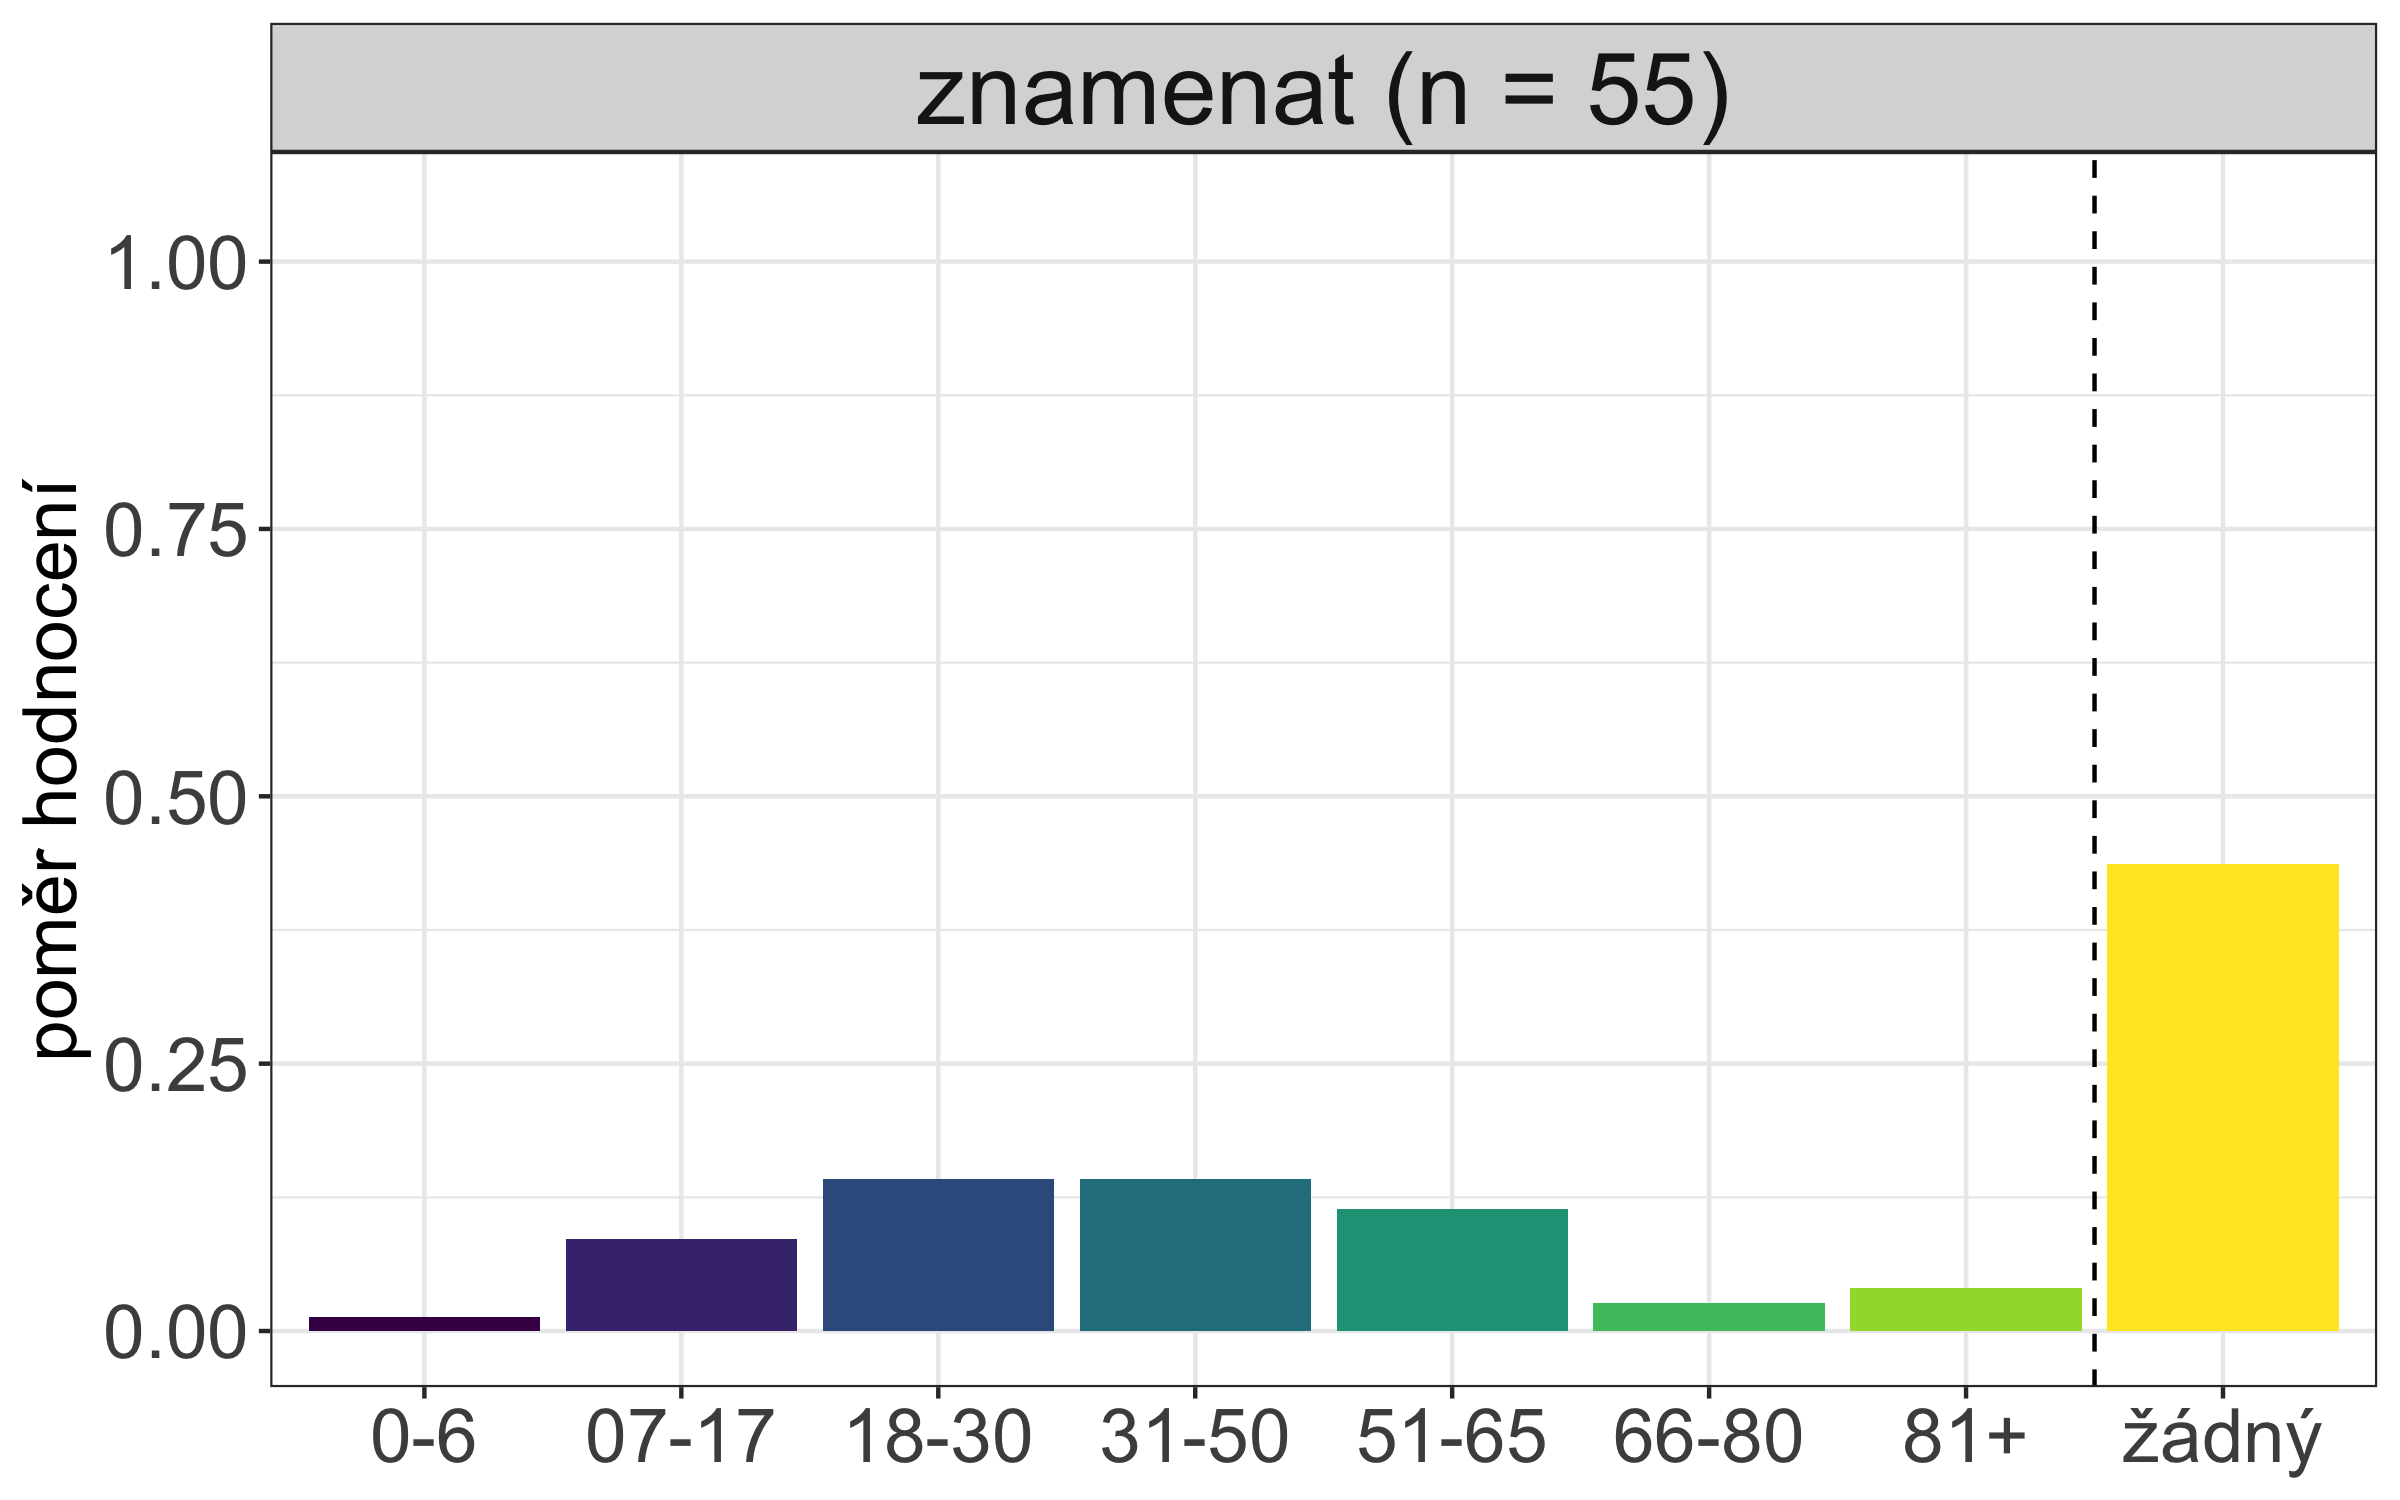 znamenat (n = 55)
poměr hodnocení
1.00
0.75
0.50
0.25
0.00
0-6 07-17 18-30 31-50 51-65 66-80 81+ žádný